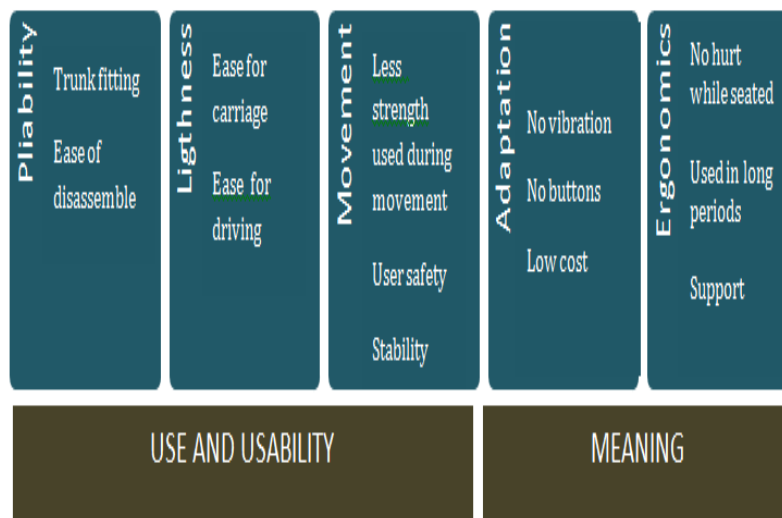 Pliability
Trunk fitting
Ease of
disassemble
Ligthness
Ease for
carriage
Ease for
driving
Movement
Less
strength
used during
movement
User safety
Stability
Adaptation
No vibration
No buttons
Low cost
Ergonomics
No hurt
while seated
Used in long
periods
Support
USE AND USABILITY
MEANING